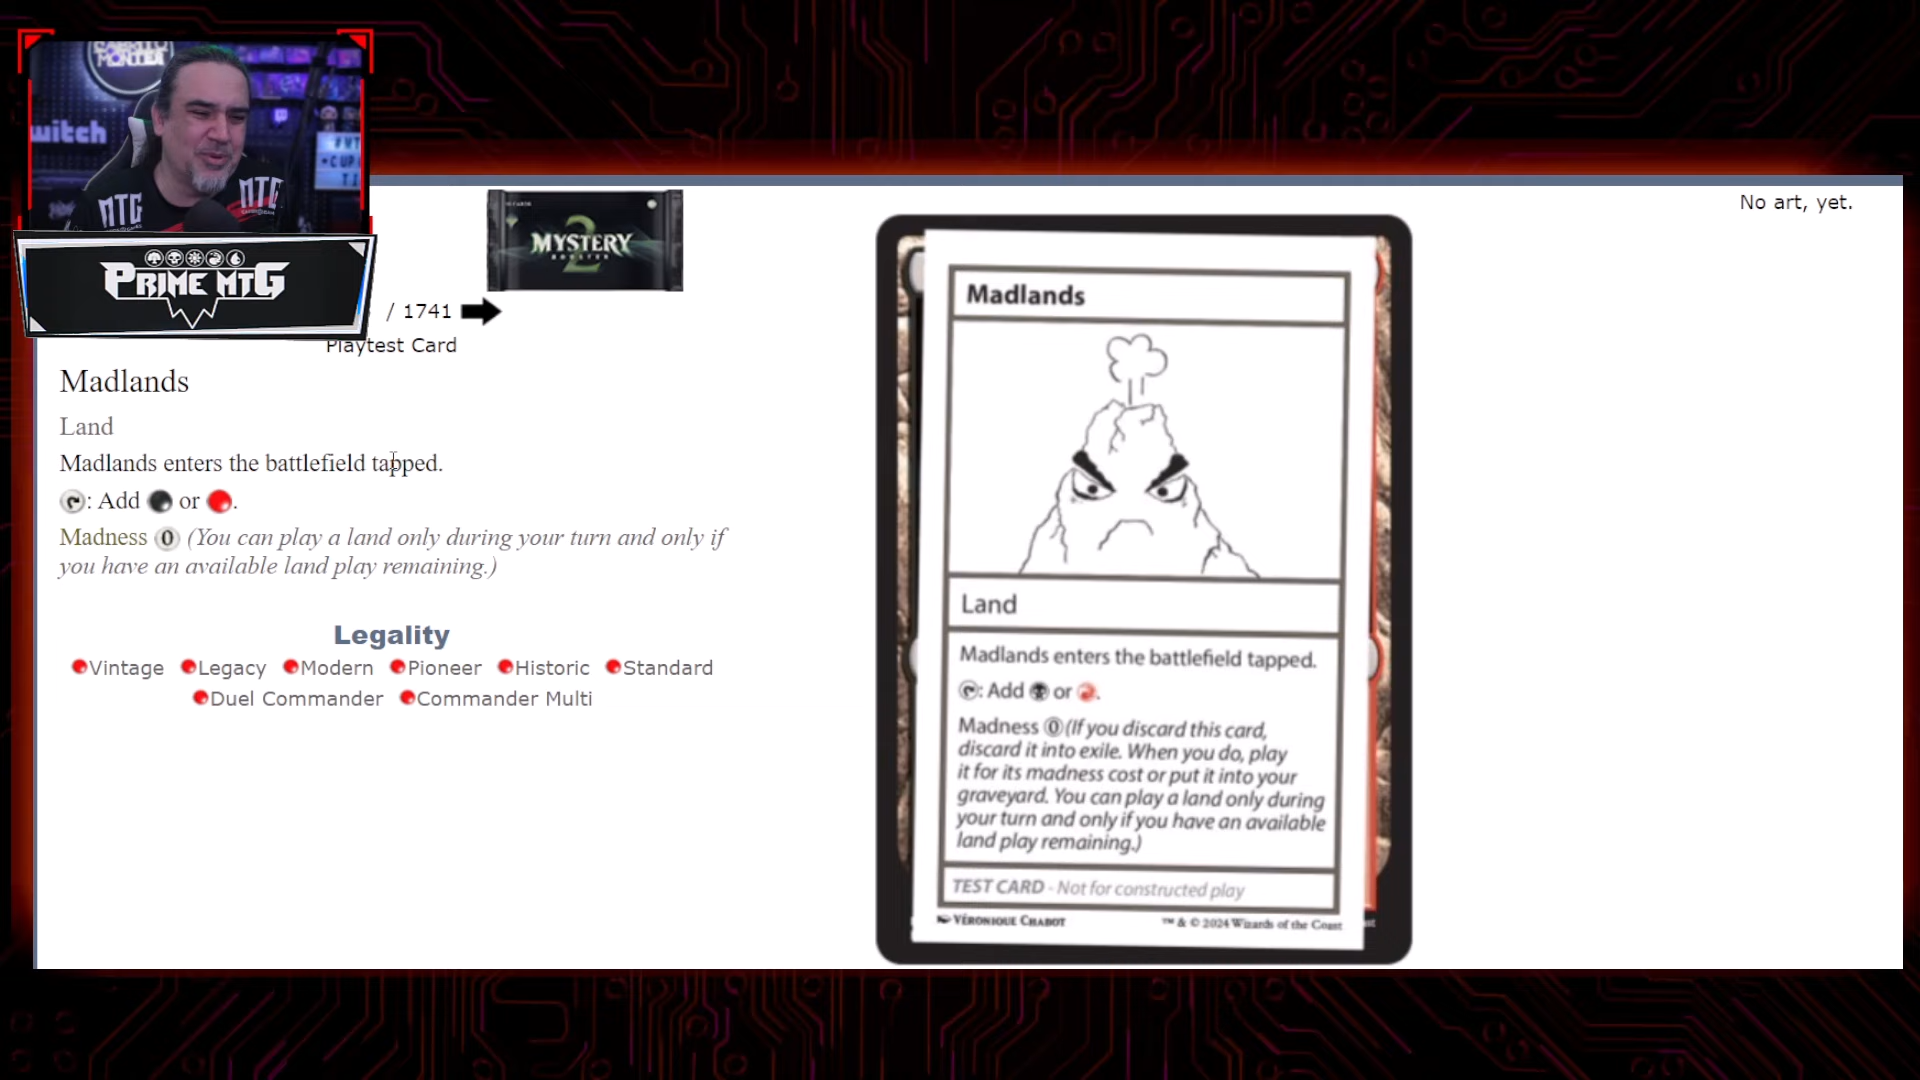 witch
MTG
MTG
PRIME MTG
MYSTERY
2
BOOSTER
No art, yet.
/ 1741
Playtest Card
Madlands
Land
Madlands enters the battlefield tapped.
: Add or .
Madness 0 (You can play a land only during your turn and only if
you have an available land play remaining.)
Legality
Vintage Legacy Modern Pioneer Historic Standard
Duel Commander Commander Multi
Madlands
Land
Madlands enters the battlefield tapped.
: Add or .
Madness 0 (If you discard this card,
discard it into exile. When you do, play
it for its madness cost or put it into your
graveyard. You can play a land only during
your turn and only if you have an available
land play remaining.)
TEST CARD - Not for constructed play
VÉRONIQUE CHABOT ™ & © 2024 Wizards of the Coast